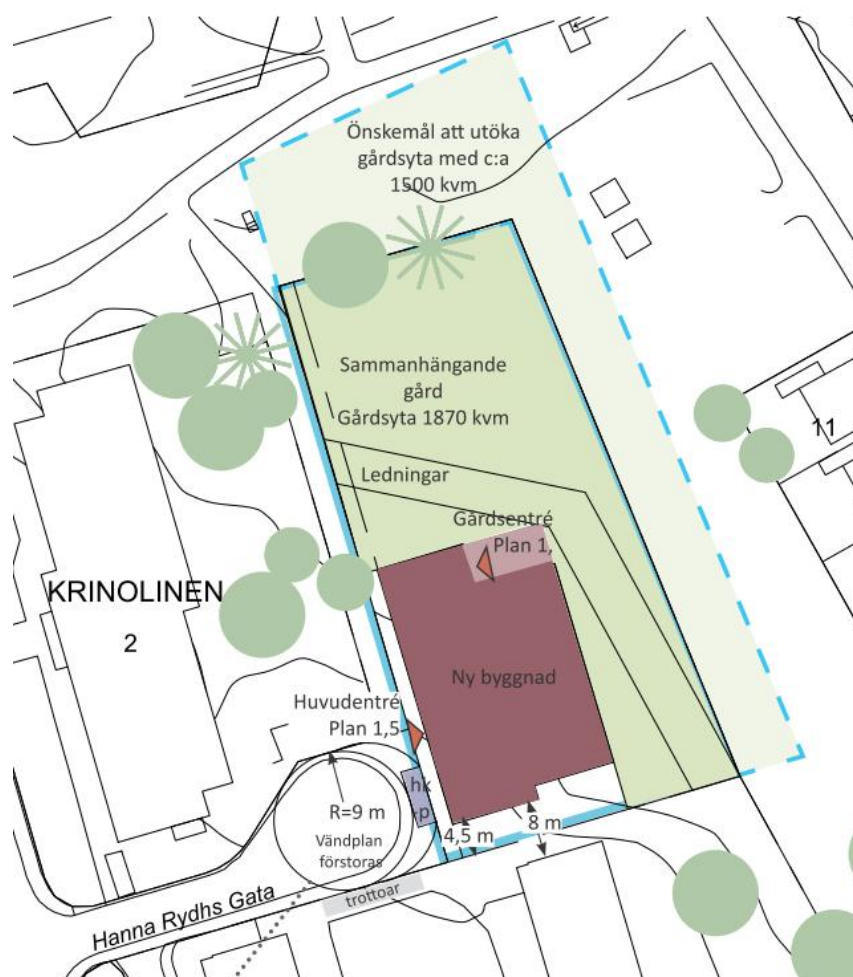 Önskemål att utöka
gårdsyta med c:a
1500 kvm
Sammanhängande
gård
Gårdsyta 1870 kvm
11
Ledningar
Gårdsentré
Plan 1,
KRINOLINEN
2
Ny byggnad
Huvudentré
Plan 1,5
hk
p
R=9 m
Vändplan
förstoras
4,5 m
8 m
trottoar
Hanna Rydhs Gata